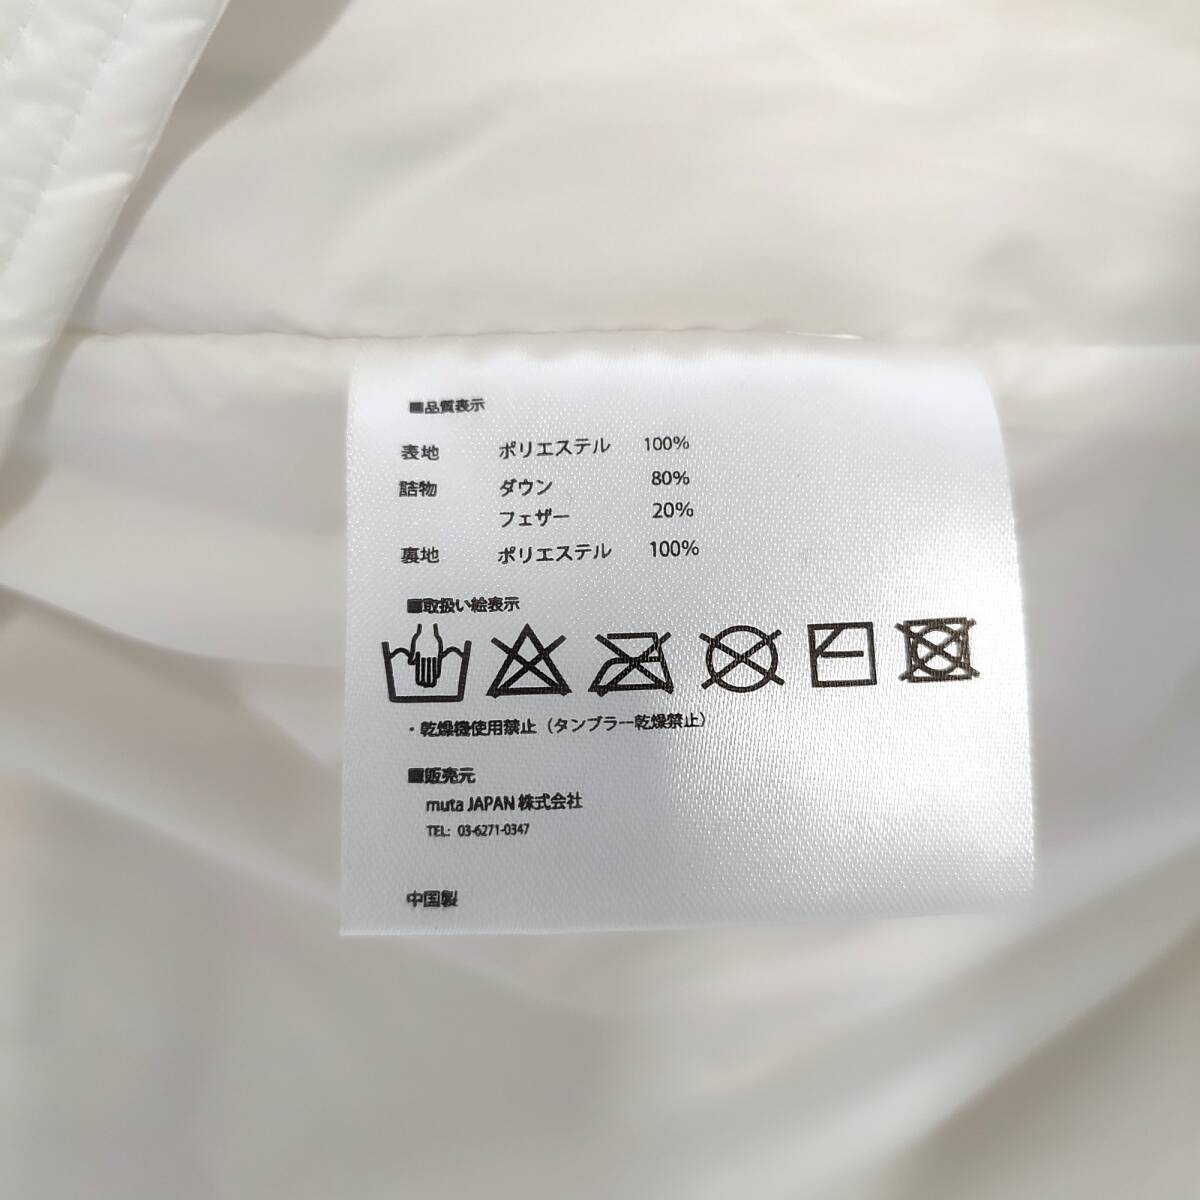 ■品質表示
表地 ポリエステル 100%
詰物 ダウン 80%
フェザー 20%
裏地 ポリエステル 100%
■取扱い絵表示
・乾燥機使用禁止（タンブラー乾燥禁止）
■販売元
muta JAPAN 株式会社
TEL: 03-6271-0347
中国製